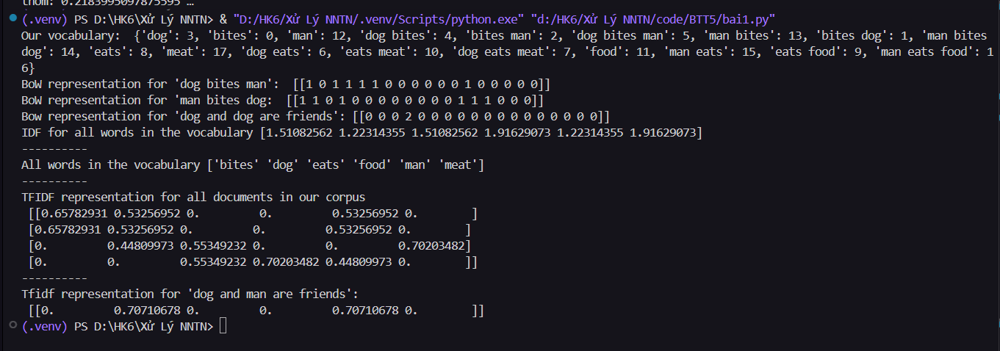 thom: 0.2183995097875595 …
(.venv) PS D:\HK6\Xử Lý NNTN> & "D:/HK6/Xử Lý NNTN/.venv/Scripts/python.exe" "d:/HK6/Xử Lý NNTN/code/BTT5/bai1.py"
Our vocabulary:  {'dog': 3, 'bites': 0, 'man': 12, 'dog bites': 4, 'bites man': 2, 'dog bites man': 5, 'man bites': 13, 'bites dog': 1, 'man bites
dog': 14, 'eats': 8, 'meat': 17, 'dog eats': 6, 'eats meat': 10, 'dog eats meat': 7, 'food': 11, 'man eats': 15, 'eats food': 9, 'man eats food': 1
6}
BoW representation for 'dog bites man':  [[1 0 1 1 1 1 0 0 0 0 0 0 1 0 0 0 0 0]]
BoW representation for 'man bites dog:  [[1 1 0 1 0 0 0 0 0 0 0 0 1 1 1 0 0 0]]
Bow representation for 'dog and dog are friends': [[0 0 0 2 0 0 0 0 0 0 0 0 0 0 0 0 0 0]]
IDF for all words in the vocabulary [1.51082562 1.22314355 1.51082562 1.91629073 1.22314355 1.91629073]
----------
All words in the vocabulary ['bites' 'dog' 'eats' 'food' 'man' 'meat']
----------
TFIDF representation for all documents in our corpus
 [[0.65782931 0.53256952 0.         0.         0.53256952 0.        ]
 [0.65782931 0.53256952 0.         0.         0.53256952 0.        ]
 [0.         0.44809973 0.55349232 0.         0.         0.70203482]
 [0.         0.         0.55349232 0.70203482 0.44809973 0.        ]]
----------
Tfidf representation for 'dog and man are friends':
 [[0.         0.70710678 0.         0.         0.70710678 0.        ]]
(.venv) PS D:\HK6\Xử Lý NNTN>